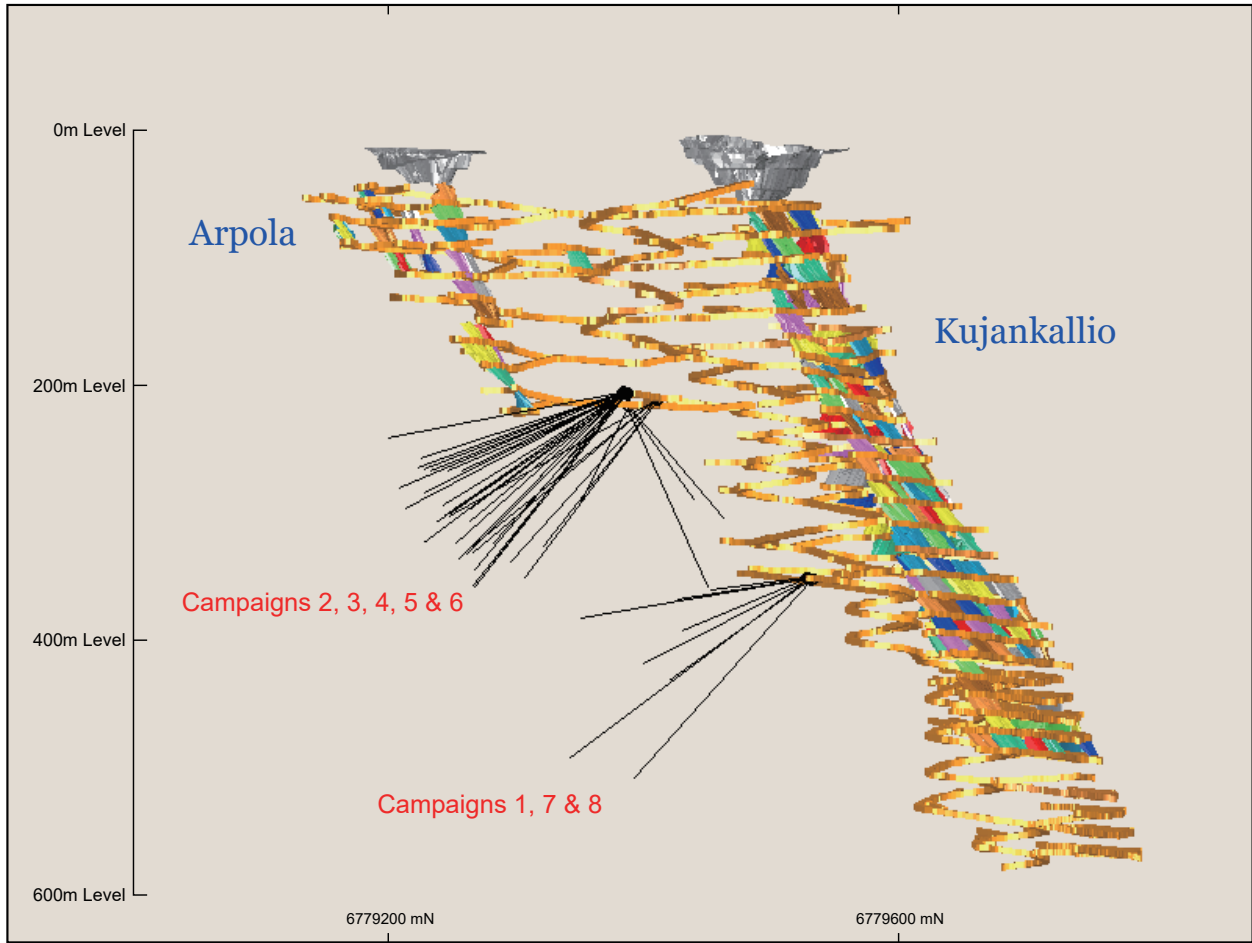 0m Level
Arpola
Kujankallio
200m Level
Campaigns 2, 3, 4, 5 & 6
400m Level
Campaigns 1, 7 & 8
600m Level
6779200 mN
6779600 mN